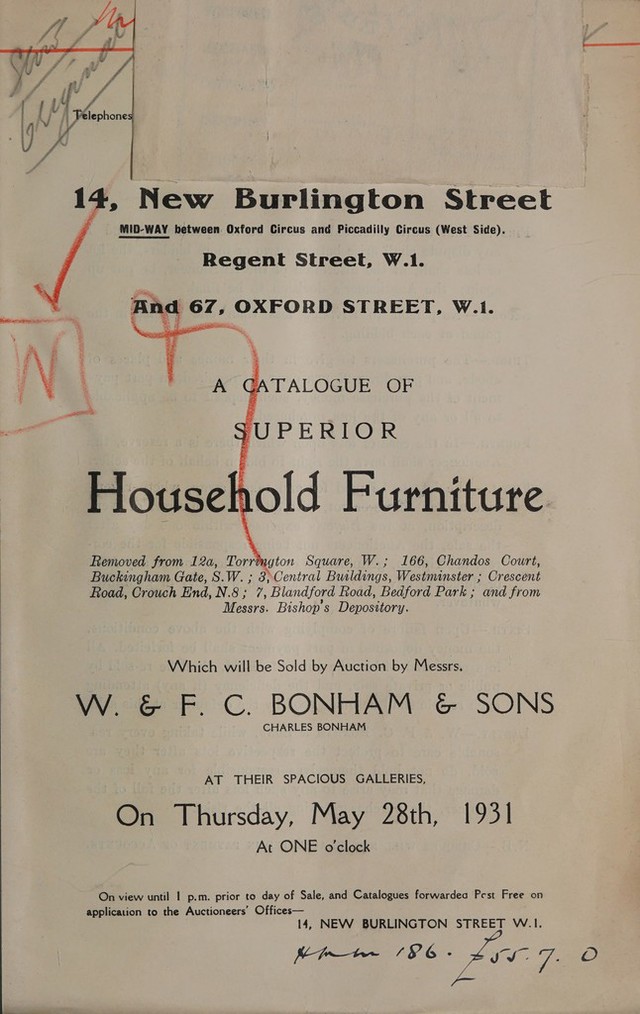 Original
Telephones
14, New Burlington Street
MID-WAY between Oxford Circus and Piccadilly Circus (West Side).
Regent Street, W.1.
And 67, OXFORD STREET, W.1.
W
A CATALOGUE OF
SUPERIOR
Household Furniture
Removed from 12a, Torrington Square, W. ; 166, Chandos Court,
Buckingham Gate, S.W. ; 3, Central Buildings, Westminster ; Crescent
Road, Crouch End, N.8 ; 7, Blandford Road, Bedford Park ; and from
Messrs. Bishop's Depository.
Which will be Sold by Auction by Messrs.
W. & F. C. BONHAM & SONS
CHARLES BONHAM
AT THEIR SPACIOUS GALLERIES,
On Thursday, May 28th, 1931
At ONE o'clock
On view until 1 p.m. prior to day of Sale, and Catalogues forwarded Post Free on
application to the Auctioneers' Offices—
14, NEW BURLINGTON STREET W.1.
186. £55.7.0